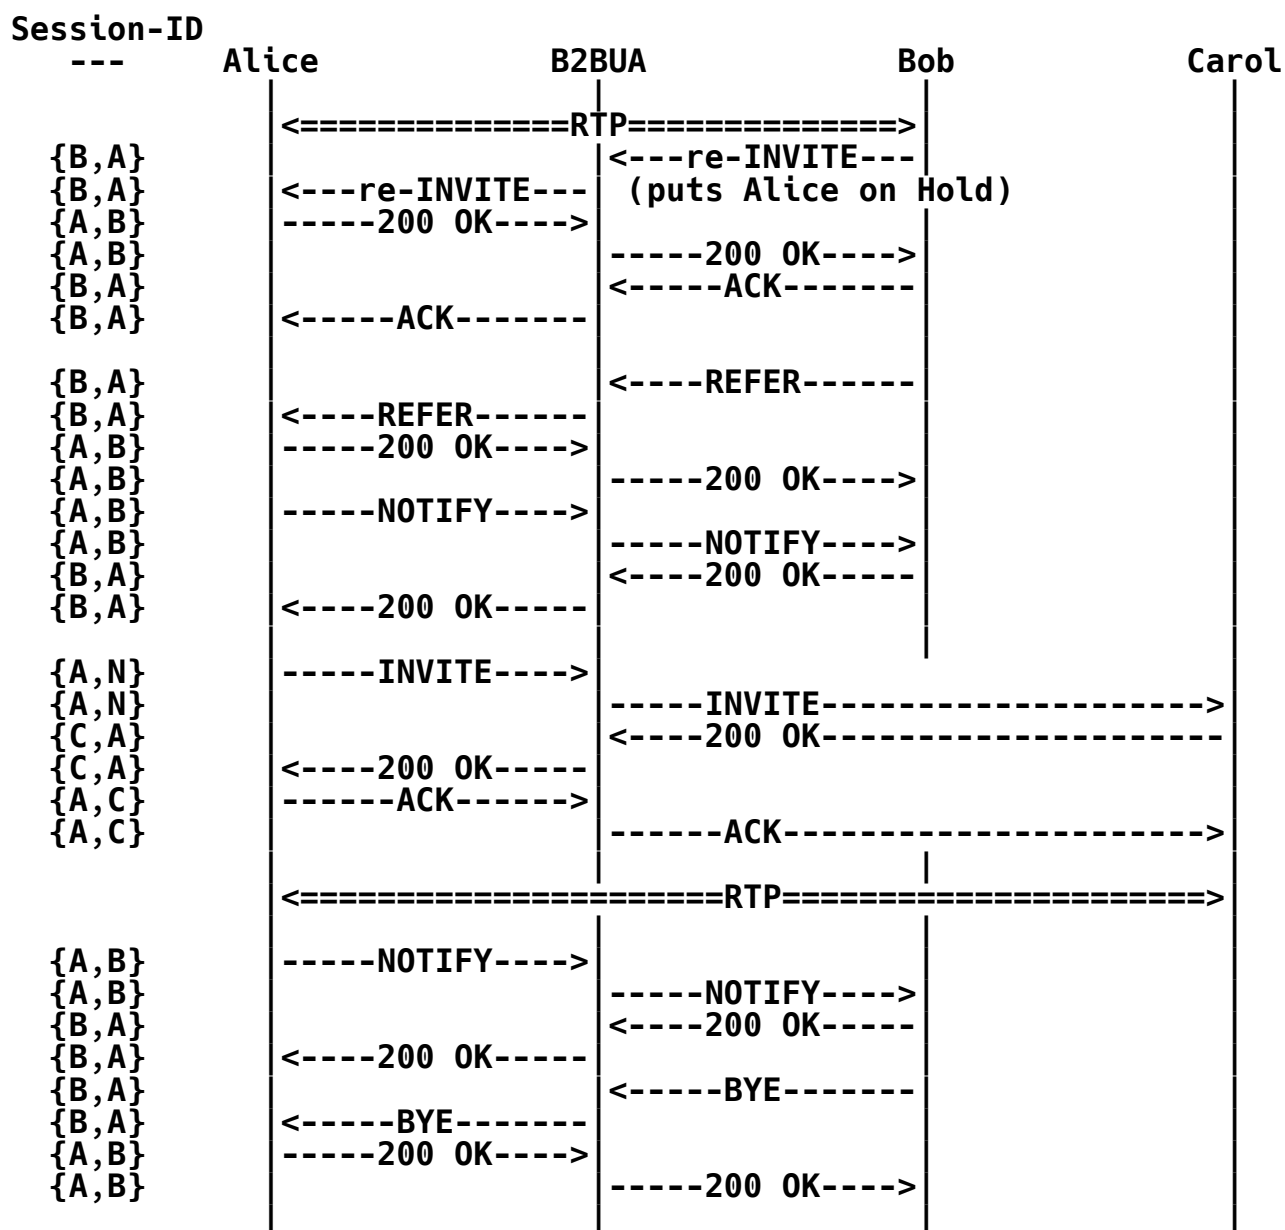 Session-ID
   ---      Alice            B2BUA             Bob            Carol
              |                |                |               |
              |<==============RTP==============>|               |
  {B,A}       |                |<---re-INVITE---|               |
  {B,A}       |<---re-INVITE---| (puts Alice on Hold)           |
  {A,B}       |-----200 OK---->|                |               |
  {A,B}       |                |-----200 OK---->|               |
  {B,A}       |                |<-----ACK-------|               |
  {B,A}       |<-----ACK-------|                |               |
              |                |                |               |
  {B,A}       |                |<----REFER------|               |
  {B,A}       |<----REFER------|                |               |
  {A,B}       |-----200 OK---->|                |               |
  {A,B}       |                |-----200 OK---->|               |
  {A,B}       |-----NOTIFY---->|                |               |
  {A,B}       |                |-----NOTIFY---->|               |
  {B,A}       |                |<----200 OK-----|               |
  {B,A}       |<----200 OK-----|                |               |
              |                |                |               |
  {A,N}       |-----INVITE---->|                                |
  {A,N}       |                |-----INVITE-------------------->|
  {C,A}       |                |<----200 OK---------------------|
  {C,A}       |<----200 OK-----|                                |
  {A,C}       |------ACK------>|                                |
  {A,C}       |                |------ACK---------------------->|
              |                |                |               |
              |<======================RTP======================>|
              |                |                |               |
  {A,B}       |-----NOTIFY---->|                |               |
  {A,B}       |                |-----NOTIFY---->|               |
  {B,A}       |                |<----200 OK-----|               |
  {B,A}       |<----200 OK-----|                |               |
  {B,A}       |                |<-----BYE-------|               |
  {B,A}       |<-----BYE-------|                |               |
  {A,B}       |-----200 OK---->|                |               |
  {A,B}       |                |-----200 OK---->|               |
              |                |                |               |